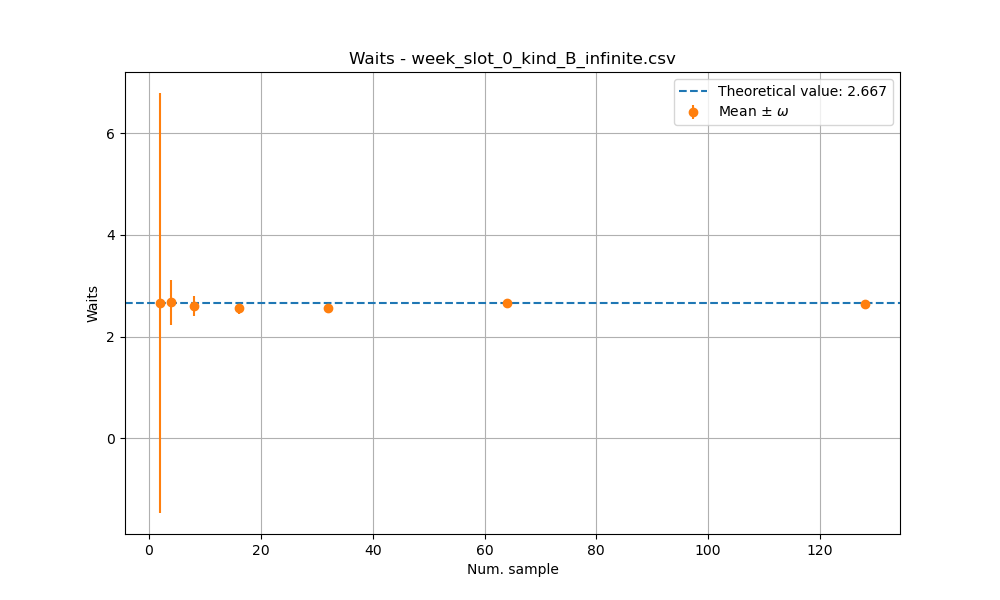 Waits - week_slot_0_kind_B_infinite.csv
Theoretical value: 2.667
Mean ± ω
6
4
2
0
Waits
0 20 40 60 80 100 120
Num. sample